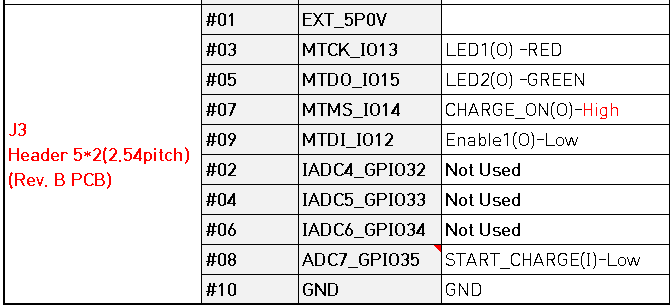 J3
Header 5*2(2.54pitch)
(Rev. B PCB)
#01 EXT_5P0V
#03 MTCK_IO13 LED1(O) -RED
#05 MTDO_IO15 LED2(O) -GREEN
#07 MTMS_IO14 CHARGE_ON(O)-High
#09 MTDI_IO12 Enable1(O)-Low
#02 IADC4_GPIO32 Not Used
#04 IADC5_GPIO33 Not Used
#06 IADC6_GPIO34 Not Used
#08 ADC7_GPIO35 START_CHARGE(I)-Low
#10 GND GND